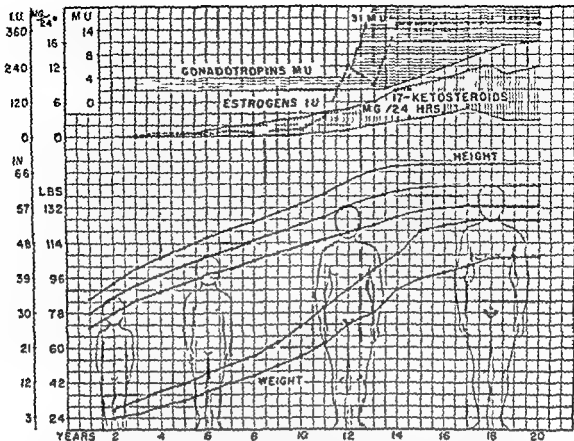 I.U. MG/24° MU
360
14
16
31 MU
GONADOTROPINS MU
8
240
12
4
17-KETOSTEROIDS
MG/24 HRS
ESTROGENS IU
0
120
6
0
0
IN
HEIGHT
66
LBS
57
132
48
114
39
96
30
78
21
60
12
42
WEIGHT
3
24
YEARS 2 4 6 8 10 12 14 16 18 20